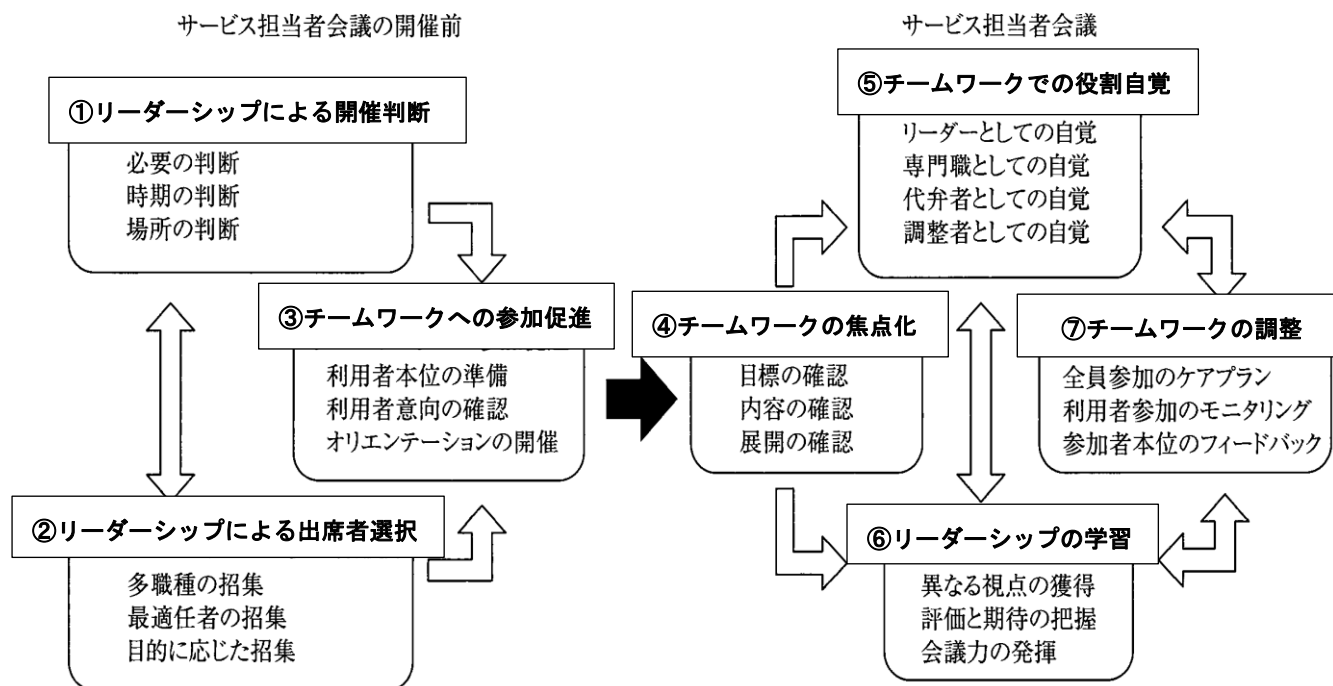 サービス担当者会議の開催前
①リーダーシップによる開催判断
必要の判断
時期の判断
場所の判断
③チームワークへの参加促進
利用者本位の準備
利用者意向の確認
オリエンテーションの開催
②リーダーシップによる出席者選択
多職種の招集
最適任者の招集
目的に応じた招集
サービス担当者会議
④チームワークの焦点化
目標の確認
内容の確認
展開の確認
⑤チームワークでの役割自覚
リーダーとしての自覚
専門職としての自覚
代弁者としての自覚
調整者としての自覚
⑥リーダーシップの学習
異なる視点の獲得
評価と期待の把握
会議力の発揮
⑦チームワークの調整
全員参加のケアプラン
利用者参加のモニタリング
参加者本位のフィードバック